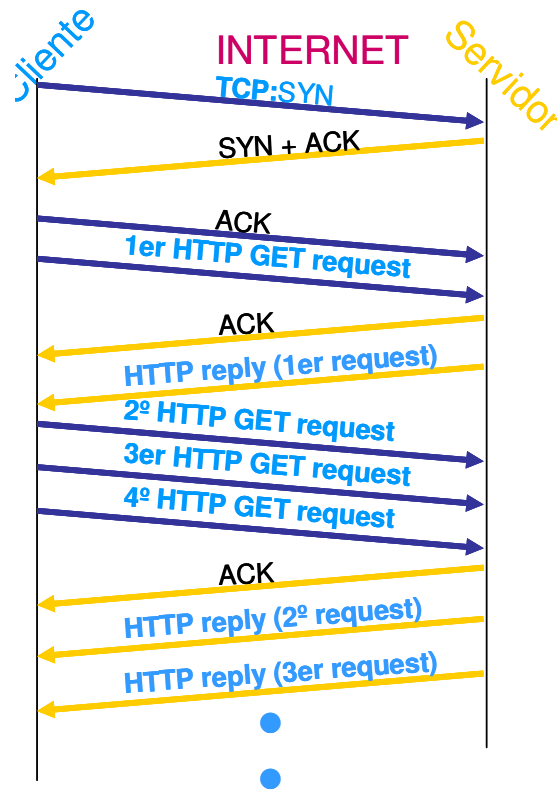 Cliente
INTERNET
Servidor
TCP:SYN
SYN + ACK
ACK
1er HTTP GET request
ACK
HTTP reply (1er request)
2º HTTP GET request
3er HTTP GET request
4º HTTP GET request
ACK
HTTP reply (2º request)
HTTP reply (3er request)